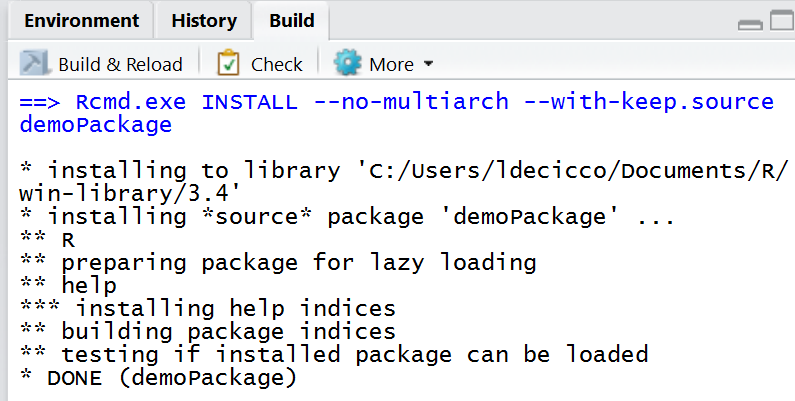 Environment History Build
Build & Reload Check More
==> Rcmd.exe INSTALL --no-multiarch --with-keep.source
demoPackage
* installing to library 'C:/Users/ldecicco/Documents/R/
win-library/3.4'
* installing *source* package 'demoPackage' ...
** R
** preparing package for lazy loading
** help
*** installing help indices
** building package indices
** testing if installed package can be loaded
* DONE (demoPackage)